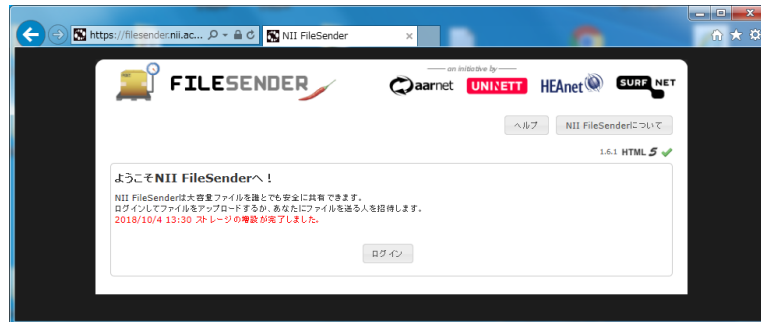 https://filesender.nii.ac...
NII FileSender
FILESENDER
an initiative by
aarnet
UNINETT
HEAnet
SURF NET
ヘルプ
NII FileSenderについて
1.6.1 HTML 5
ようこそNII FileSenderへ！
NII FileSenderは大容量ファイルを誰とでも安全に共有できます。
ログインしてファイルをアップロードするか、あなたにファイルを送る人を招待します。
2018/10/4 13:30 ストレージの増設が完了しました。
ログイン